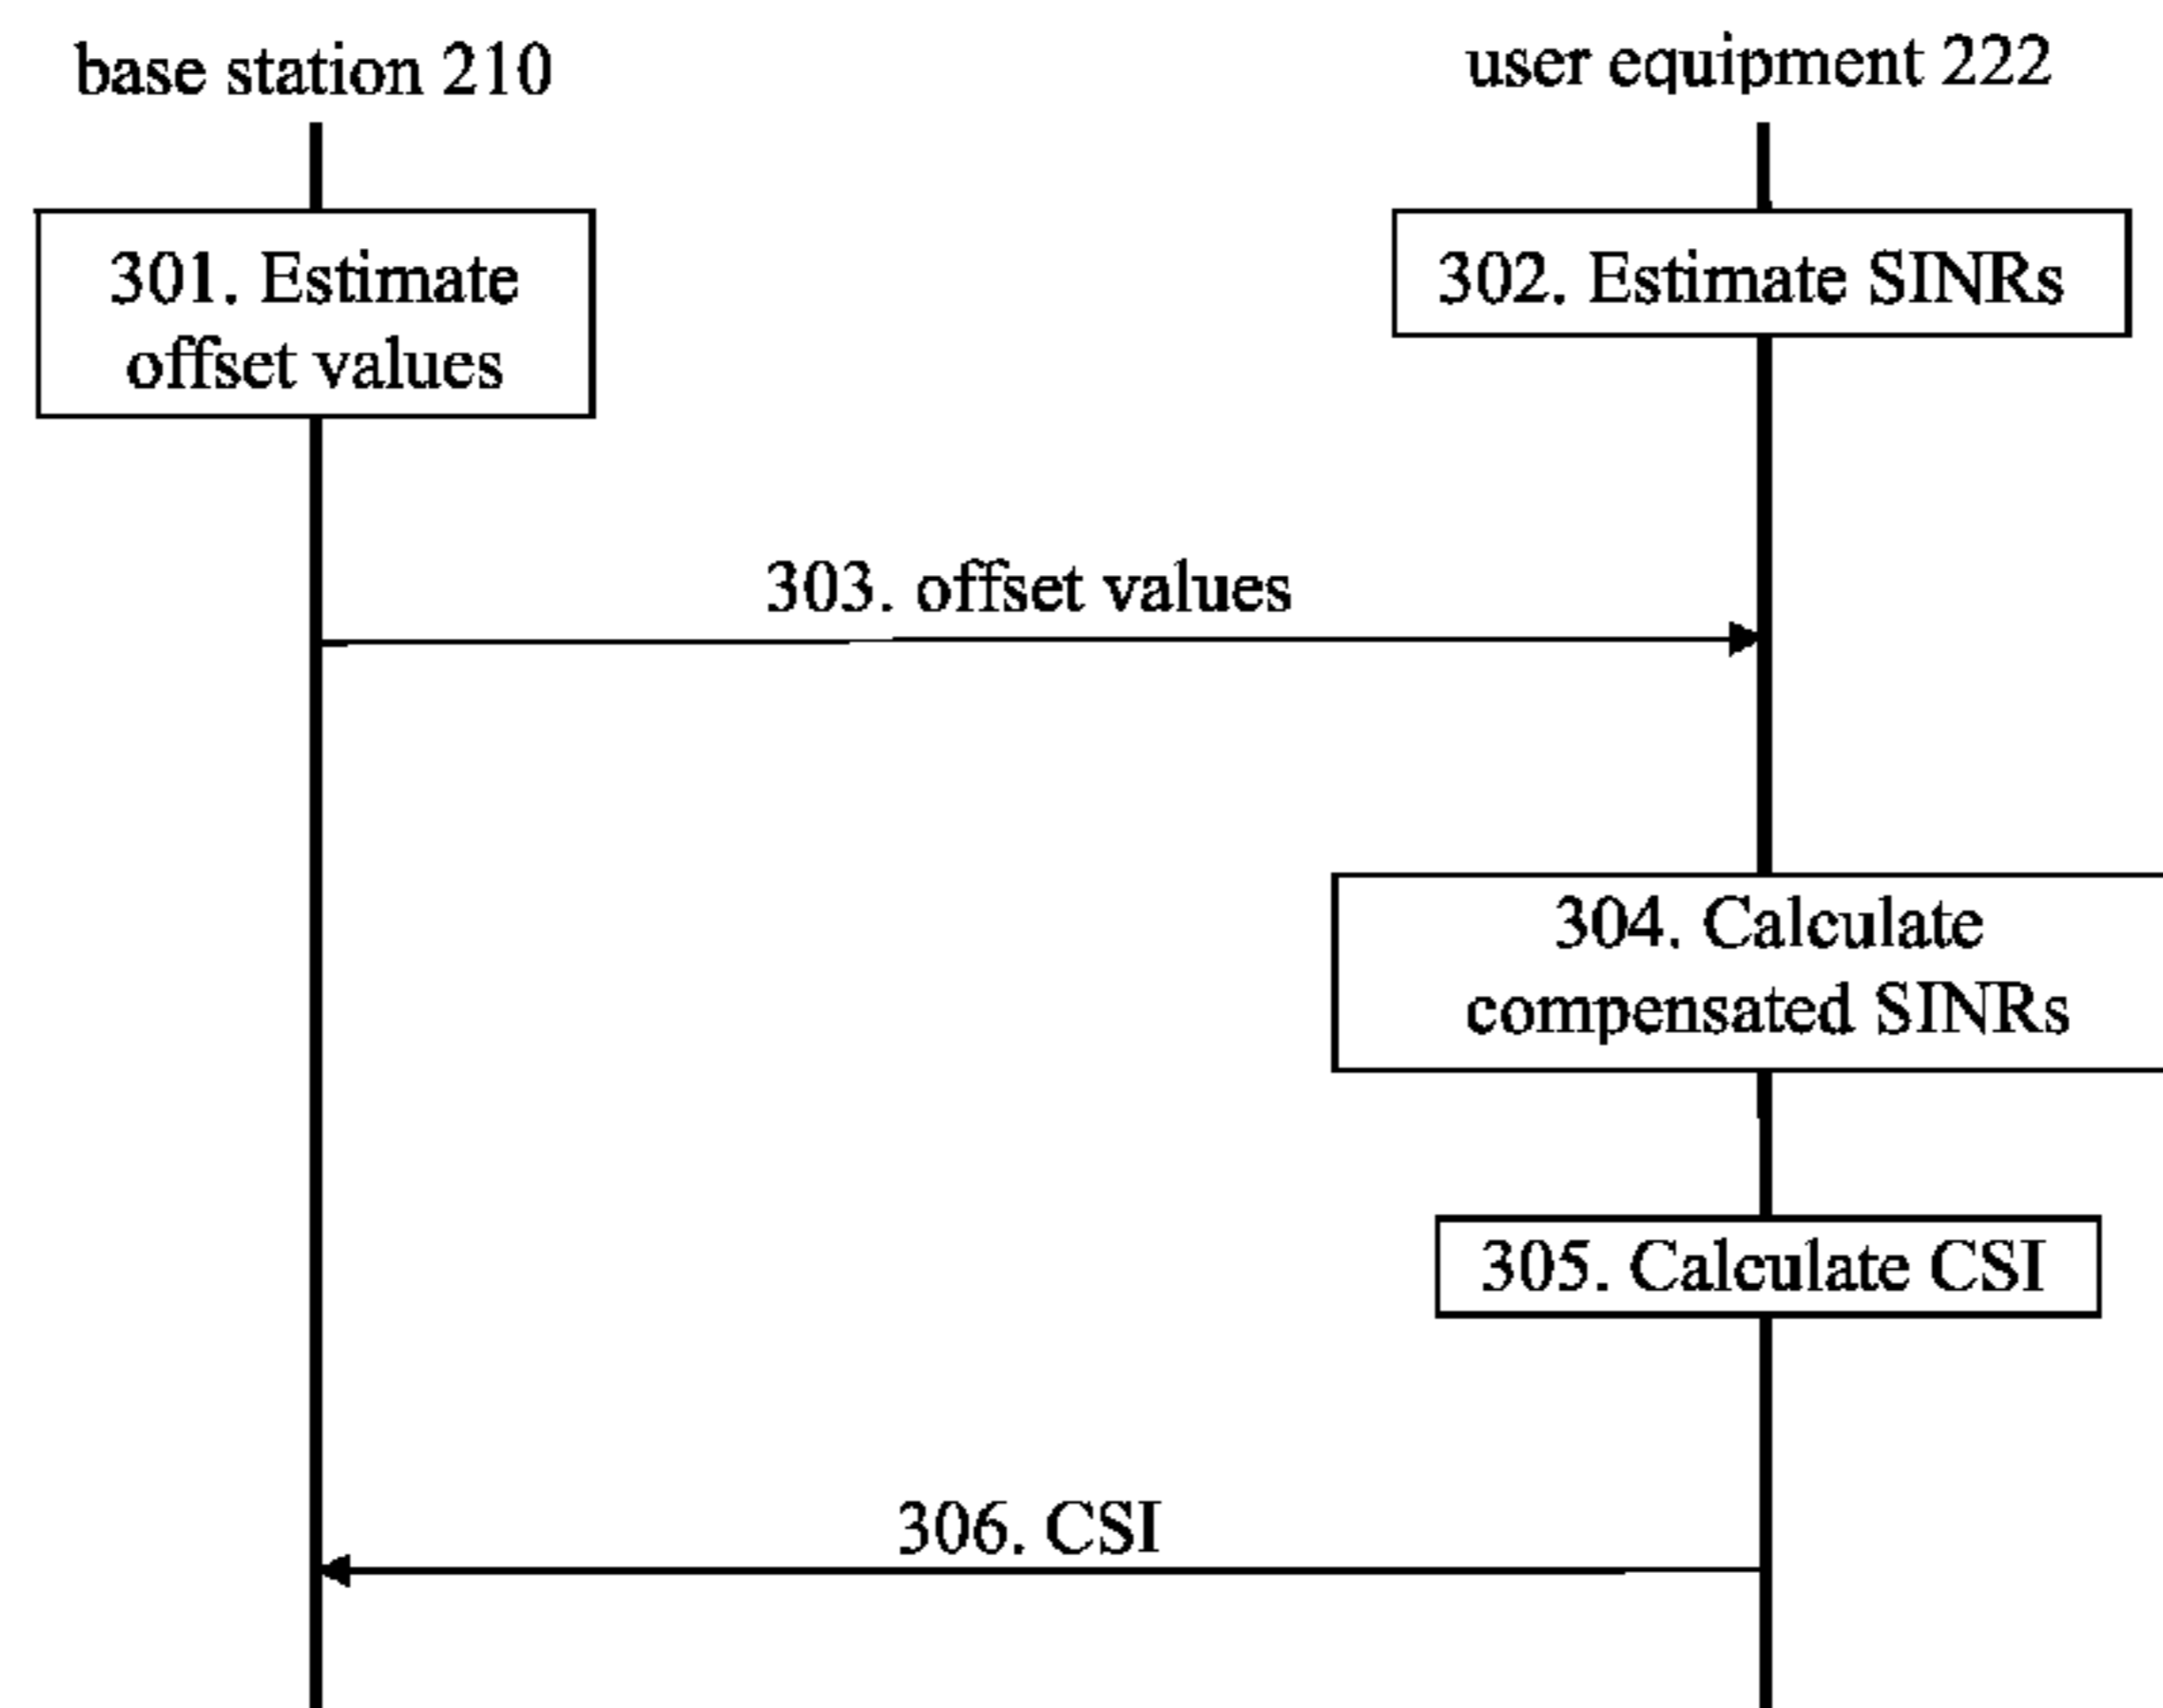 base station 210
user equipment 222
301. Estimate
offset values
302. Estimate SINRs
303. offset values
304. Calculate
compensated SINRs
305. Calculate CSI
306. CSI